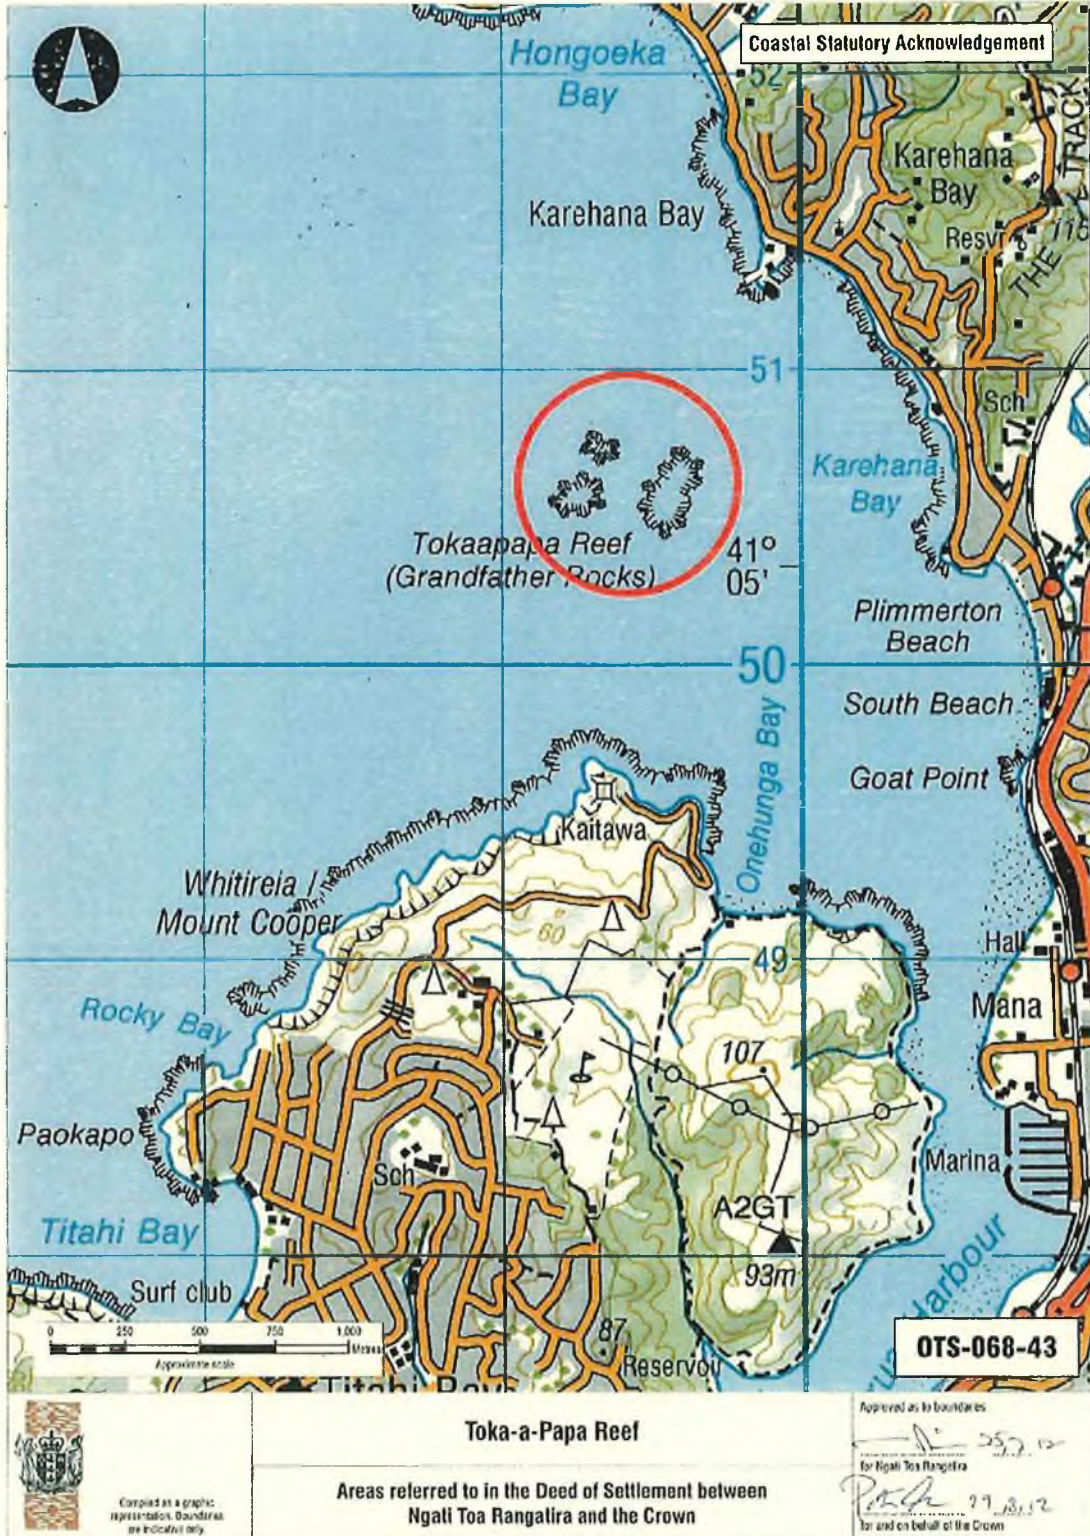 Coastal Statutory Acknowledgement
Hongoeka
Bay
52
TRACK
Karehana
Bay
Karehana Bay
Resvr
THE
115
51
Sch
Karehana
Bay
Tokaapapa Reef
(Grandfather Rocks)
41°
05'
Plimmerton
Beach
50
South Beach
Onehunga Bay
Goat Point
Kaitawa
Whitireia /
Mount Cooper
60
49
Hall
Rocky Bay
Mana
107
Paokapo
Sch
Marina
A2GT
Titahi Bay
93m
Harbour
Surf club
0 250 500 750 1,000
Metres
Approximate scale
87
Reservoir
OTS-068-43
Titahi Bay
Toka-a-Papa Reef
Areas referred to in the Deed of Settlement between
Ngati Toa Rangatira and the Crown
Compiled as a graphic
representation. Boundaries
are indicative only.
Approved as to boundaries
for Ngati Toa Rangatira
for and on behalf of the Crown